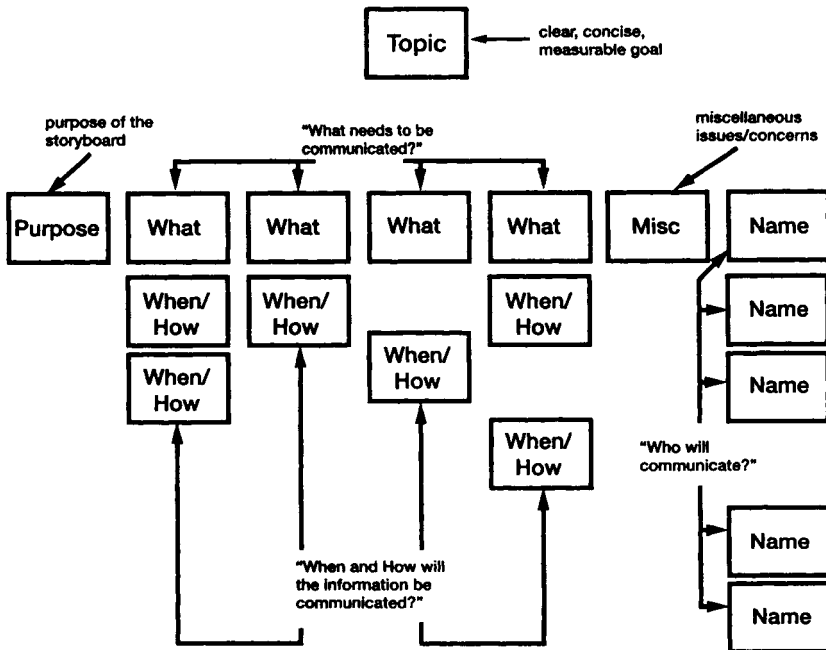 Topic
clear, concise,
measurable goal
purpose of the
storyboard
"What needs to be
communicated?"
miscellaneous
issues/concerns
Purpose
What
What
What
What
Misc
Name
When/
How
When/
How
When/
How
Name
When/
How
When/
How
Name
When/
How
"Who will
communicate?"
"When and How will
the information be
communicated?"
Name
Name